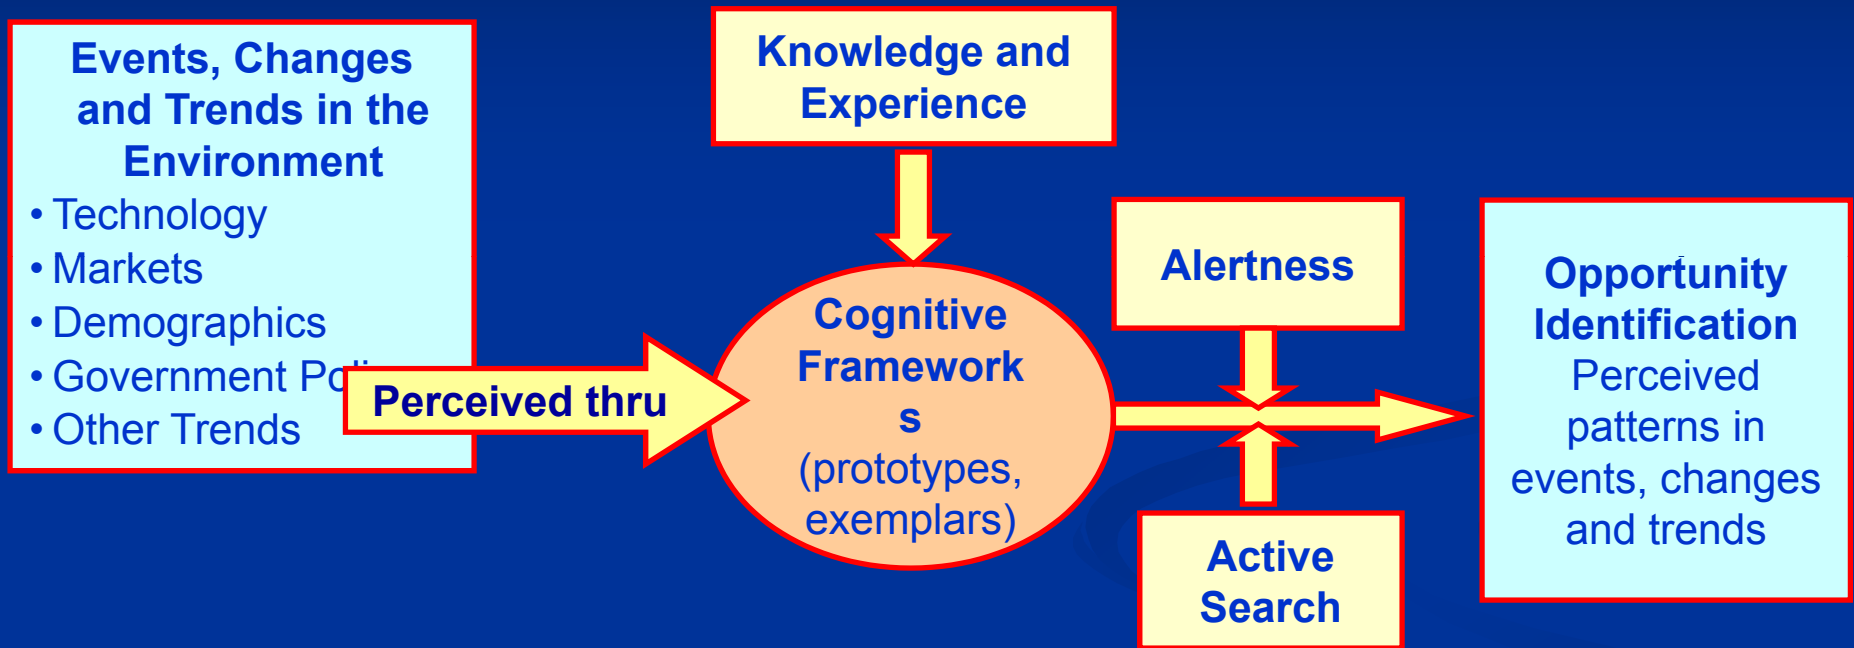 Events, Changes
and Trends in the
Environment
• Technology
• Markets
• Demographics
• Government
• Other Trends
Perceived thru
Knowledge and
Experience
Cognitive
Framework
s
(prototypes,
exemplars)
Alertness
Active
Search
Opportunity
Identification
Perceived
patterns in
events, changes
and trends